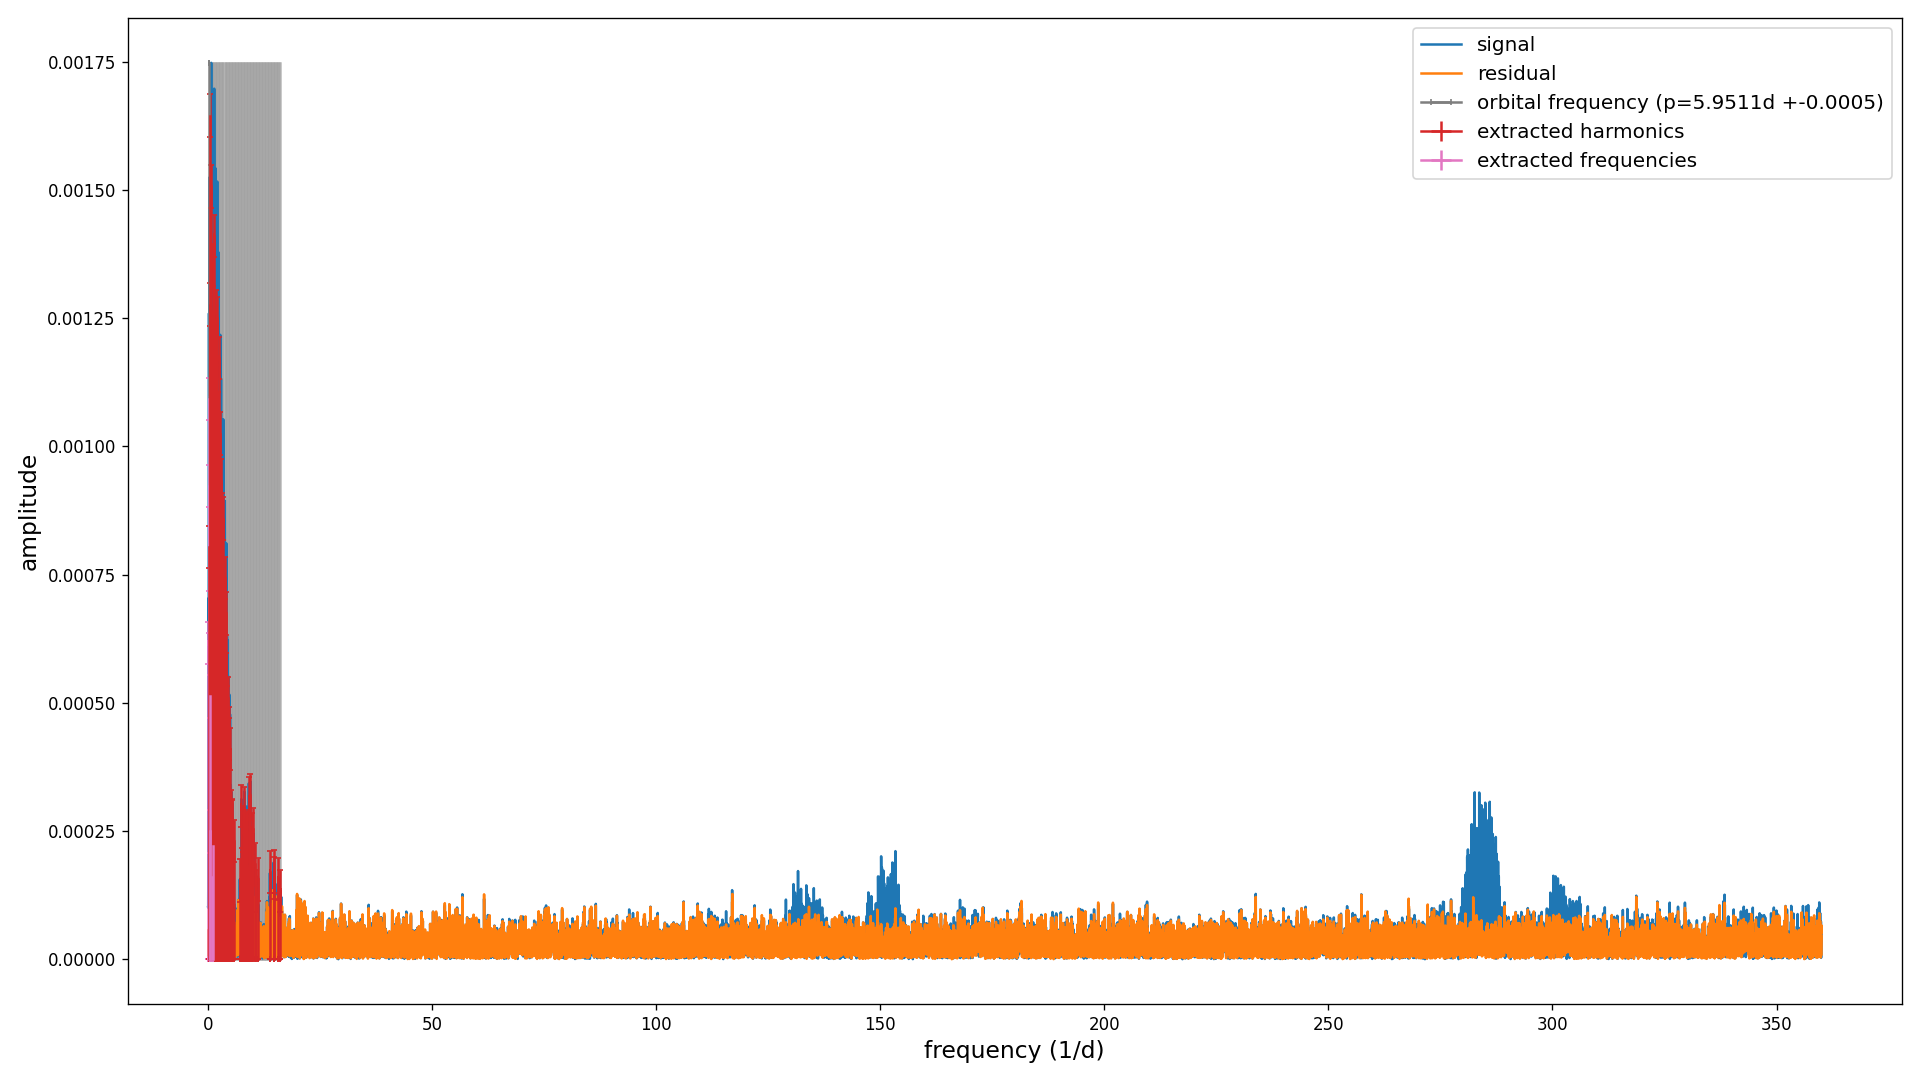 signal
residual
orbital frequency (p=5.9511d +-0.0005)
extracted harmonics
extracted frequencies
0.00175
0.00150
0.00125
0.00100
0.00075
0.00050
0.00025
0.00000
amplitude
0 50 100 150 200 250 300 350
frequency (1/d)